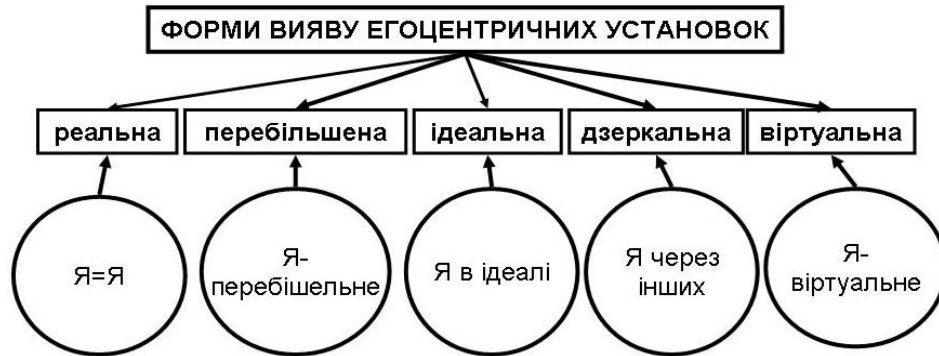 ФОРМИ ВИЯВУ ЕГОЦЕНТРИЧНИХ УСТАНОВОК
реальна
перебільшена
ідеальна
дзеркальна
віртуальна
Я=Я
Я-
перебішельне
Я в ідеалі
Я через
інших
Я-
віртуальне